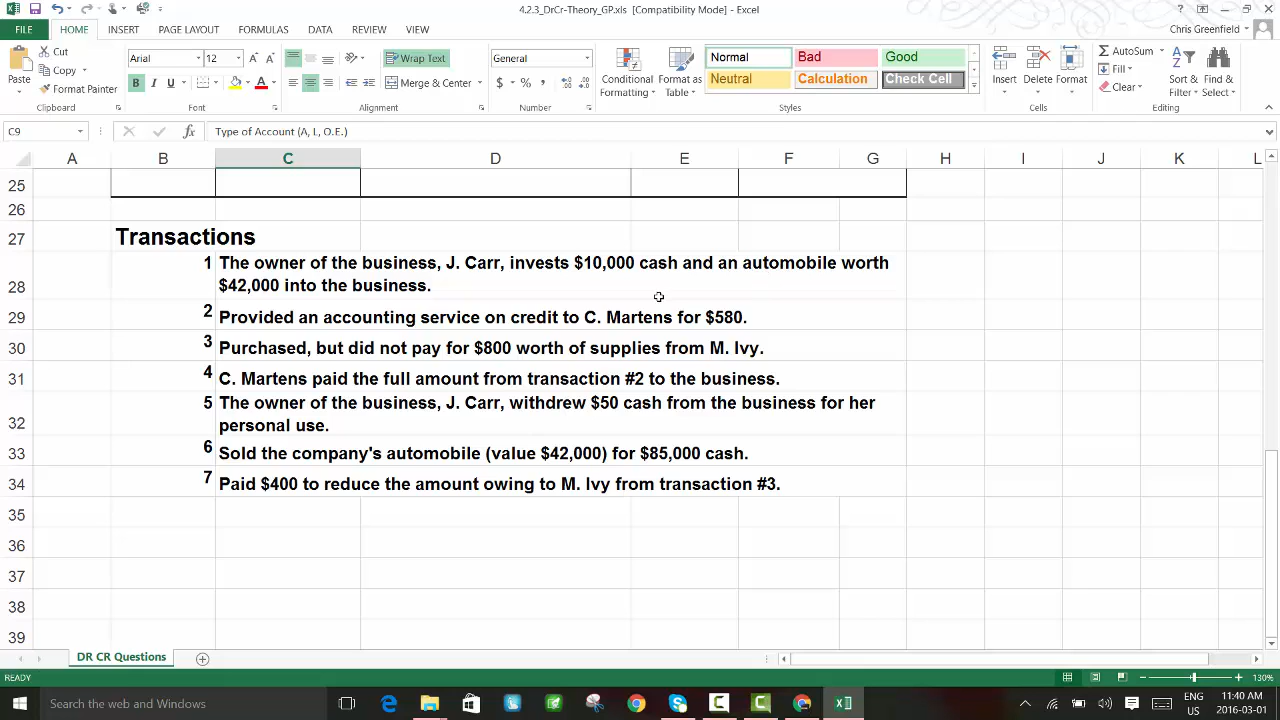 4.2.3_DrCr-Theory_GP.xls [Compatibility Mode] - Excel
FILE HOME INSERT PAGE LAYOUT FORMULAS DATA REVIEW VIEW Chris Greenfield
Paste
Cut
Copy
Format Painter
Clipboard
Arial 12
B I U
Font
Wrap Text
Merge & Center
Alignment
General
$ % ,
Number
Conditional Formatting
Format as Table
Normal Bad Good
Neutral Calculation Check Cell
Styles
Insert Delete Format
Cells
AutoSum
Fill
Clear
Sort & Filter
Find & Select
Editing
C9 fx Type of Account (A, L, O.E.)
A B C D E F G H I J K L
25
26
27 Transactions
28 1 The owner of the business, J. Carr, invests $10,000 cash and an automobile worth
$42,000 into the business.
29 2 Provided an accounting service on credit to C. Martens for $580.
30 3 Purchased, but did not pay for $800 worth of supplies from M. Ivy.
31 4 C. Martens paid the full amount from transaction #2 to the business.
32 5 The owner of the business, J. Carr, withdrew $50 cash from the business for her
personal use.
33 6 Sold the company's automobile (value $42,000) for $85,000 cash.
34 7 Paid $400 to reduce the amount owing to M. Ivy from transaction #3.
35
36
37
38
39
DR CR Questions
READY 130%
Search the web and Windows
ENG
US
11:40 AM
2016-03-01